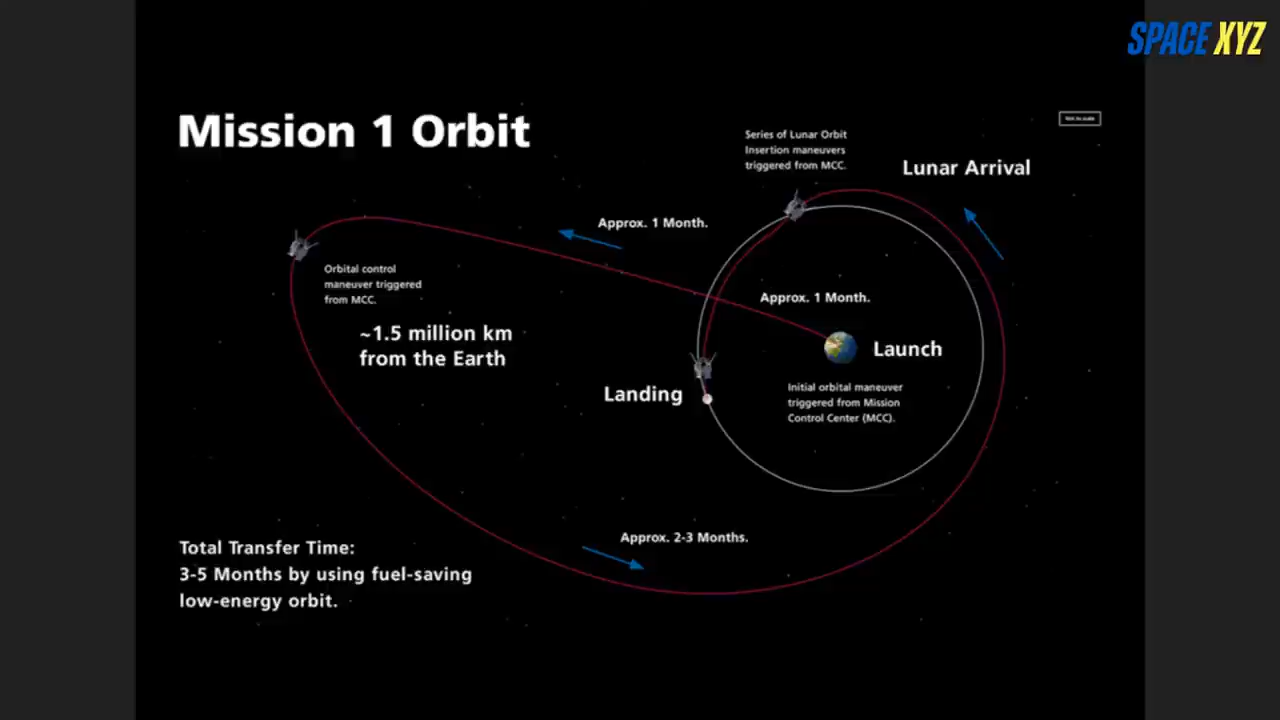 SPACE XYZ
Mission 1 Orbit
Series of Lunar Orbit
Insertion maneuvers
triggered from MCC.
Lunar Arrival
Approx. 1 Month.
Orbital control
maneuver triggered
from MCC.
~1.5 million km
from the Earth
Approx. 1 Month.
Launch
Landing
Initial orbital maneuver
triggered from Mission
Control Center (MCC).
Approx. 2-3 Months.
Total Transfer Time:
3-5 Months by using fuel-saving
low-energy orbit.